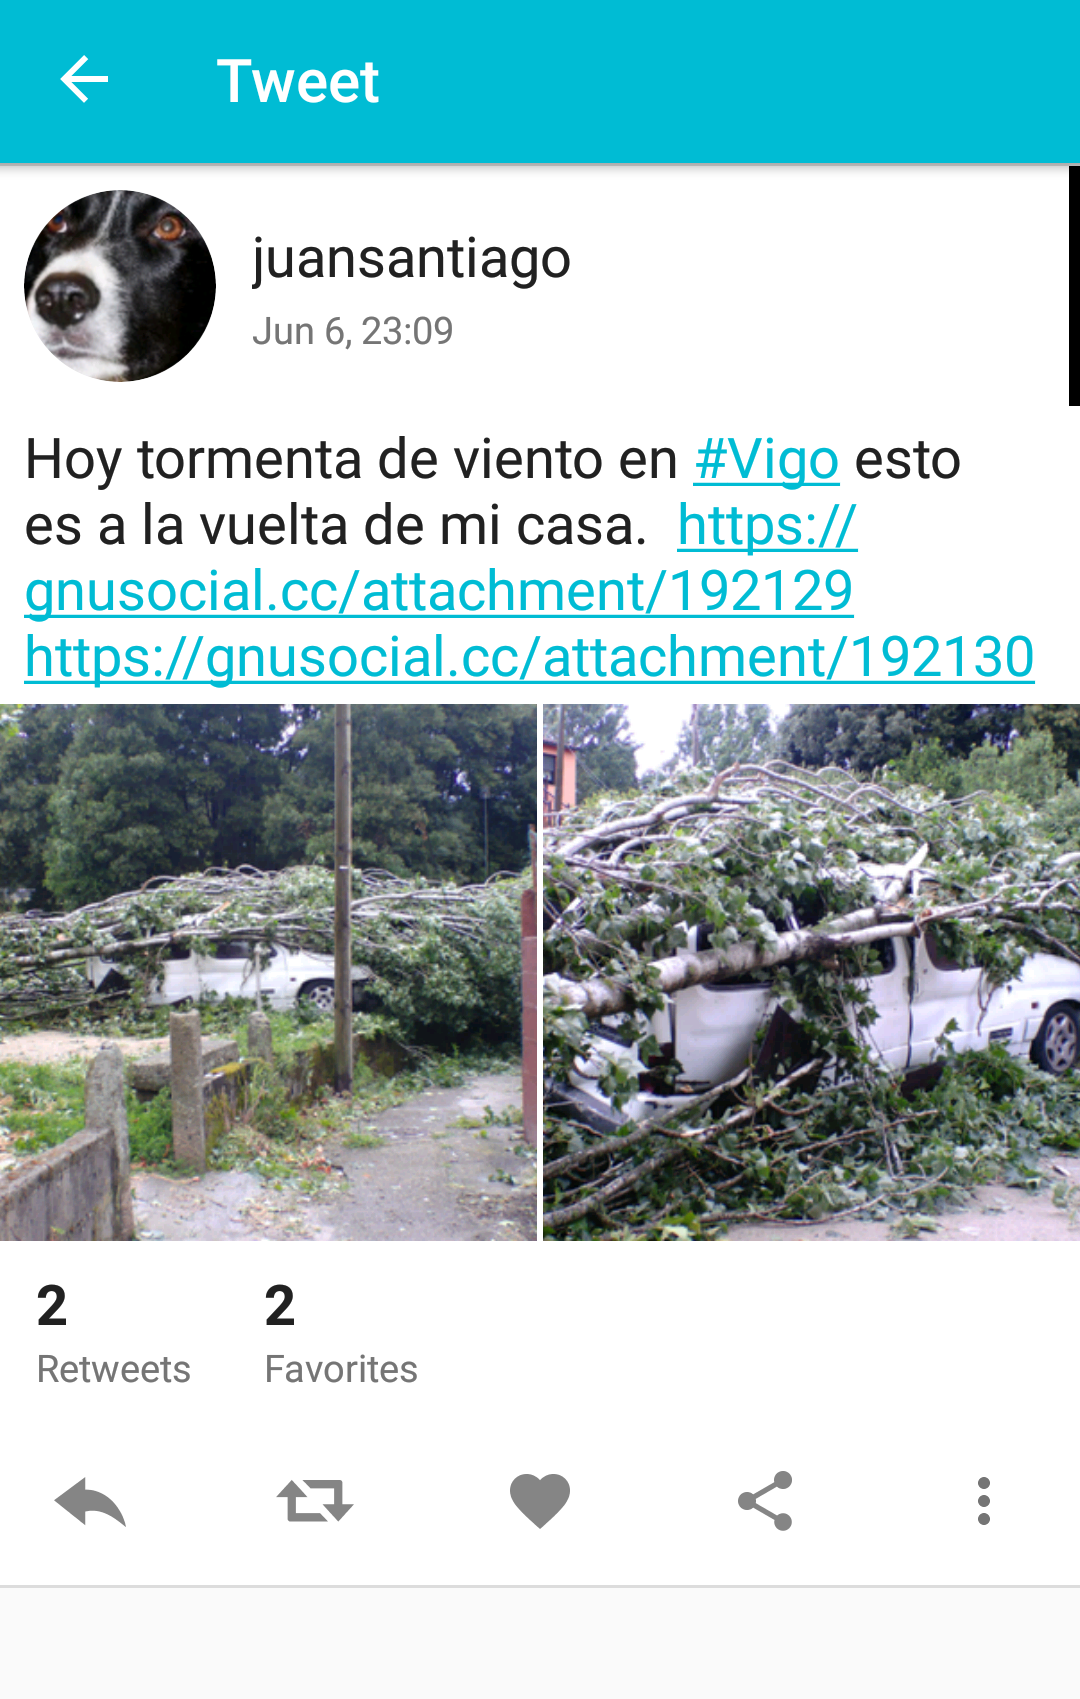 Tweet
juansantiago
Jun 6, 23:09
Hoy tormenta de viento en #Vigo esto
es a la vuelta de mi casa.  https://
gnusocial.cc/attachment/192129
https://gnusocial.cc/attachment/192130
2 2
Retweets Favorites